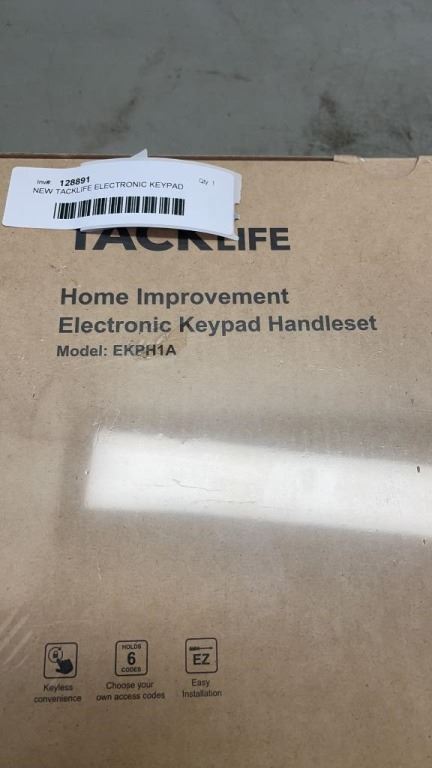 Inv#: 128891 Qty 1
NEW TACKLIFE ELECTRONIC KEYPAD
TACKLIFE
Home Improvement
Electronic Keypad Handleset
Model: EKPH1A
HOLDS
6
CODES
EZ
Keyless
convenience
Choose your
own access codes
Easy
Installation